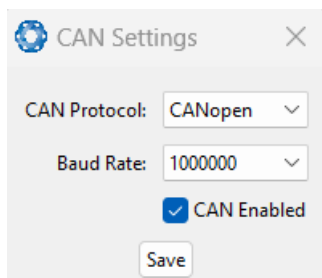 CAN Settings
CAN Protocol: CANopen
Baud Rate: 1000000
CAN Enabled
Save